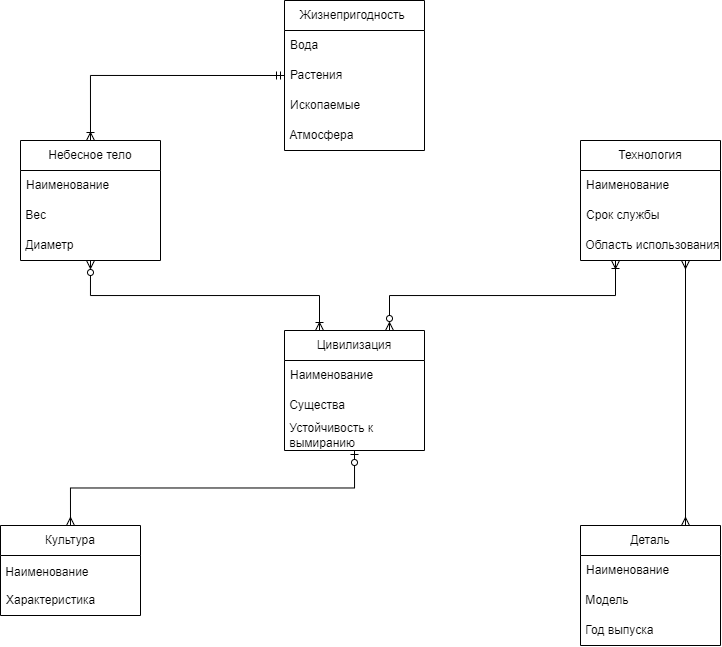 Жизнепригодность
Вода
Растения
Ископаемые
Атмосфера
Небесное тело
Наименование
Вес
Диаметр
Технология
Наименование
Срок службы
Область использования
Цивилизация
Наименование
Существа
Устойчивость к
вымиранию
Культура
Наименование
Характеристика
Деталь
Наименование
Модель
Год выпуска